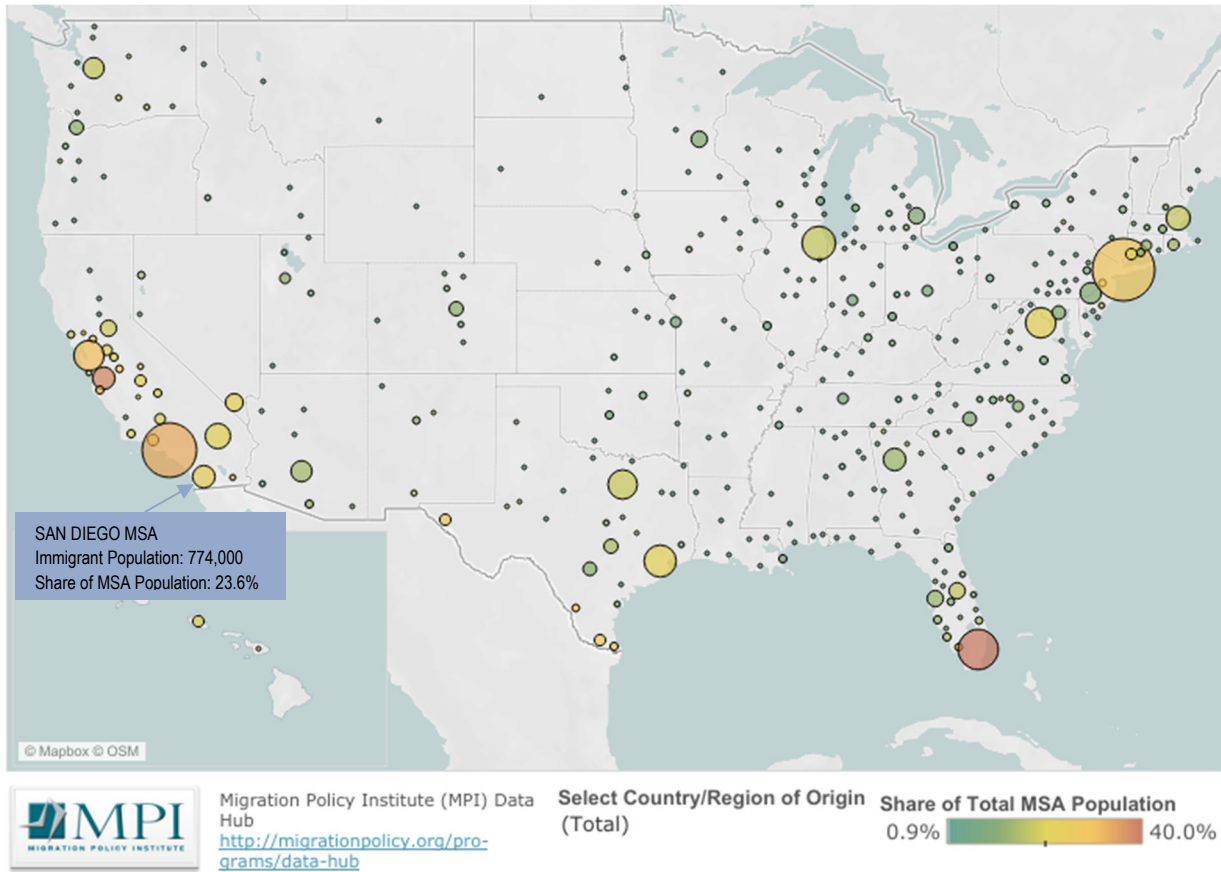 SAN DIEGO MSA
Immigrant Population: 774,000
Share of MSA Population: 23.6%
© Mapbox © OSM
MPI
MIGRATION POLICY INSTITUTE
Migration Policy Institute (MPI) Data
Hub
http://migrationpolicy.org/pro-
grams/data-hub
Select Country/Region of Origin
(Total)
Share of Total MSA Population
0.9% 40.0%